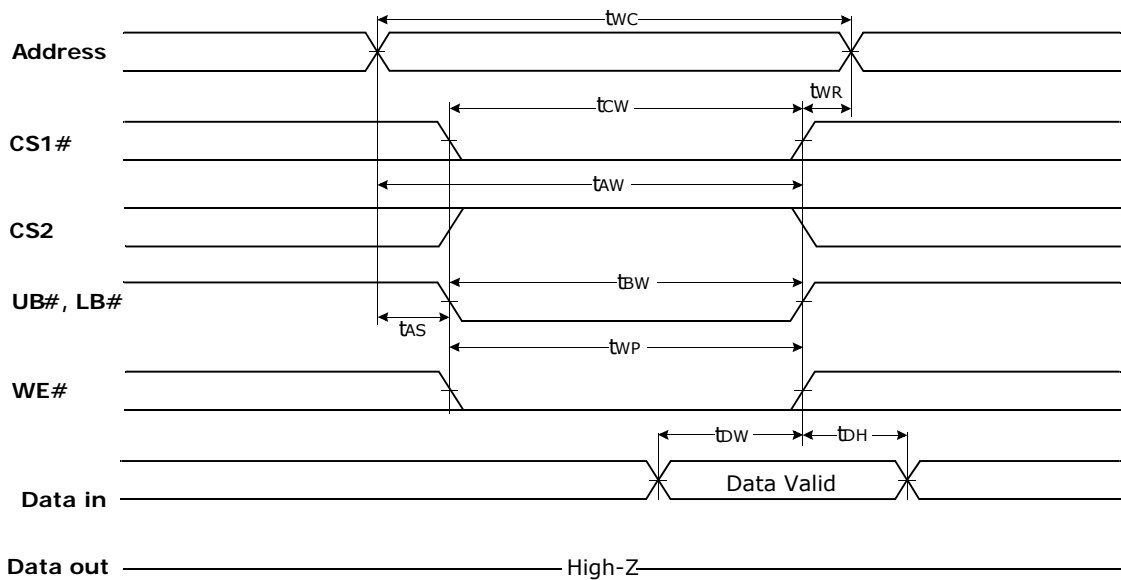 tWC
Address
tWR
tCW
CS1#
tAW
CS2
tBW
UB#, LB#
tAS
tWP
WE#
tDW
tDH
Data Valid
Data in
Data out
High-Z